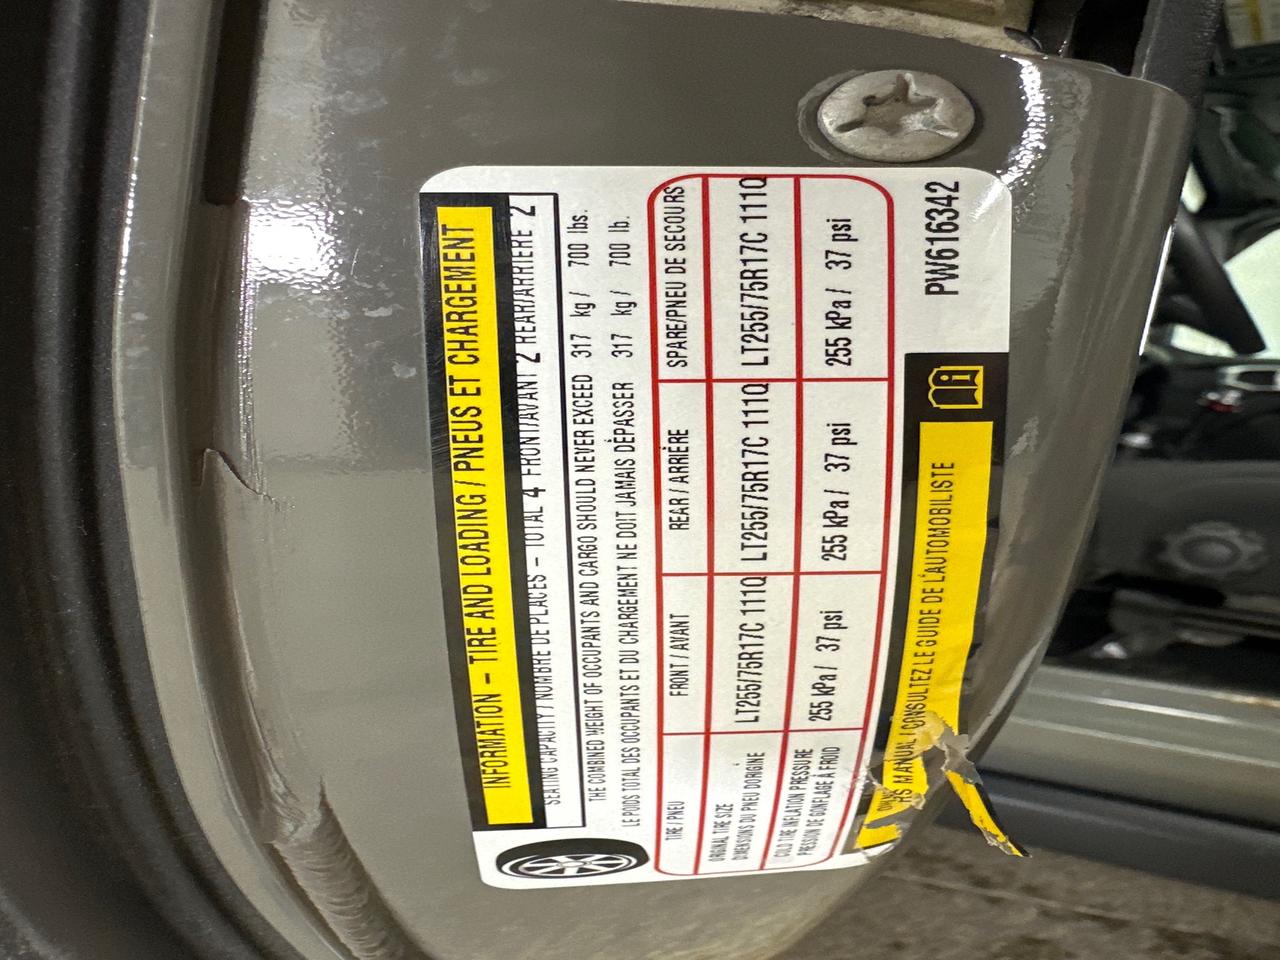 INFORMATION – TIRE AND LOADING / PNEUS ET CHARGEMENT
SEATING CAPACITY / NOMBRE DE PLACES – TOTAL 4 FRONT/AVANT 2 REAR/ARRIÈRE 2
THE COMBINED WEIGHT OF OCCUPANTS AND CARGO SHOULD NEVER EXCEED 317 kg / 700 lbs.
LE POIDS TOTAL DES OCCUPANTS ET DU CHARGEMENT NE DOIT JAMAIS DÉPASSER 317 kg / 700 lb.
TIRE / PNEU FRONT / AVANT REAR / ARRIÈRE SPARE/PNEU DE SECOURS
ORIGINAL TIRE SIZE
DIMENSIONS DU PNEU D'ORIGINE
LT255/75R17C 111Q LT255/75R17C 111Q LT255/75R17C 111Q
COLD TIRE INFLATION PRESSURE
PRESSION DE GONFLAGE À FROID
255 kPa / 37 psi 255 kPa / 37 psi 255 kPa / 37 psi
MANUAL / CONSULTEZ LE GUIDE DE L'AUTOMOBILISTE
PW616342